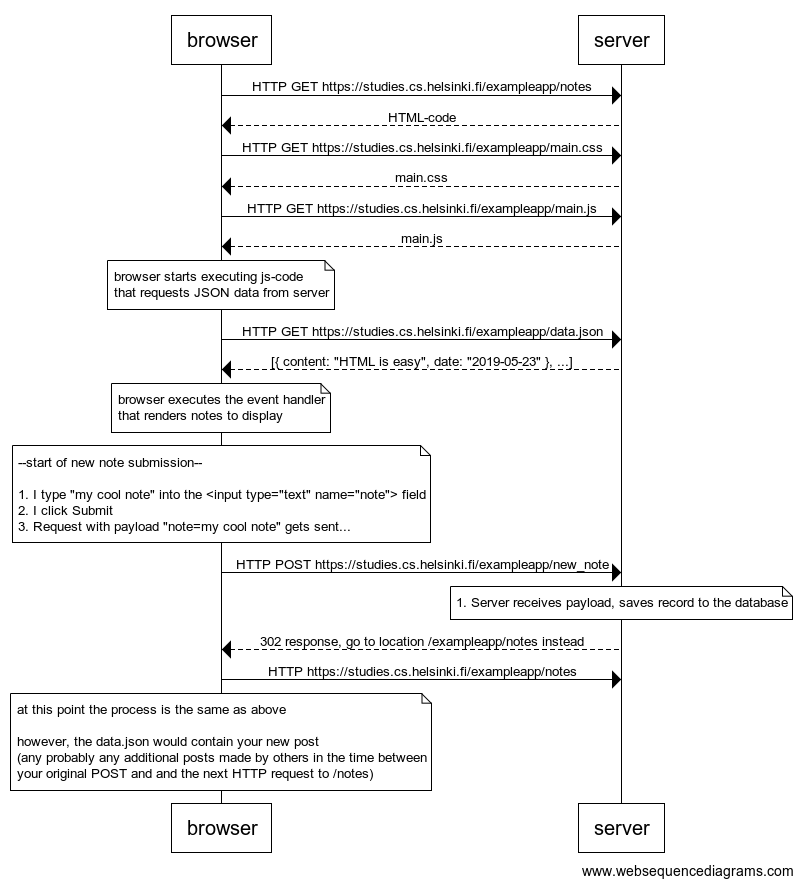 browser
server
HTTP GET https://studies.cs.helsinki.fi/exampleapp/notes
HTML-code
HTTP GET https://studies.cs.helsinki.fi/exampleapp/main.css
main.css
HTTP GET https://studies.cs.helsinki.fi/exampleapp/main.js
main.js
browser starts executing js-code
that requests JSON data from server
HTTP GET https://studies.cs.helsinki.fi/exampleapp/data.json
[{ content: "HTML is easy", date: "2019-05-23" }, ...]
browser executes the event handler
that renders notes to display
--start of new note submission--
1. I type "my cool note" into the <input type="text" name="note"> field
2. I click Submit
3. Request with payload "note=my cool note" gets sent...
HTTP POST https://studies.cs.helsinki.fi/exampleapp/new_note
1. Server receives payload, saves record to the database
302 response, go to location /exampleapp/notes instead
HTTP https://studies.cs.helsinki.fi/exampleapp/notes
at this point the process is the same as above
however, the data.json would contain your new post
(any probably any additional posts made by others in the time between
your original POST and and the next HTTP request to /notes)
browser
server
www.websequencediagrams.com